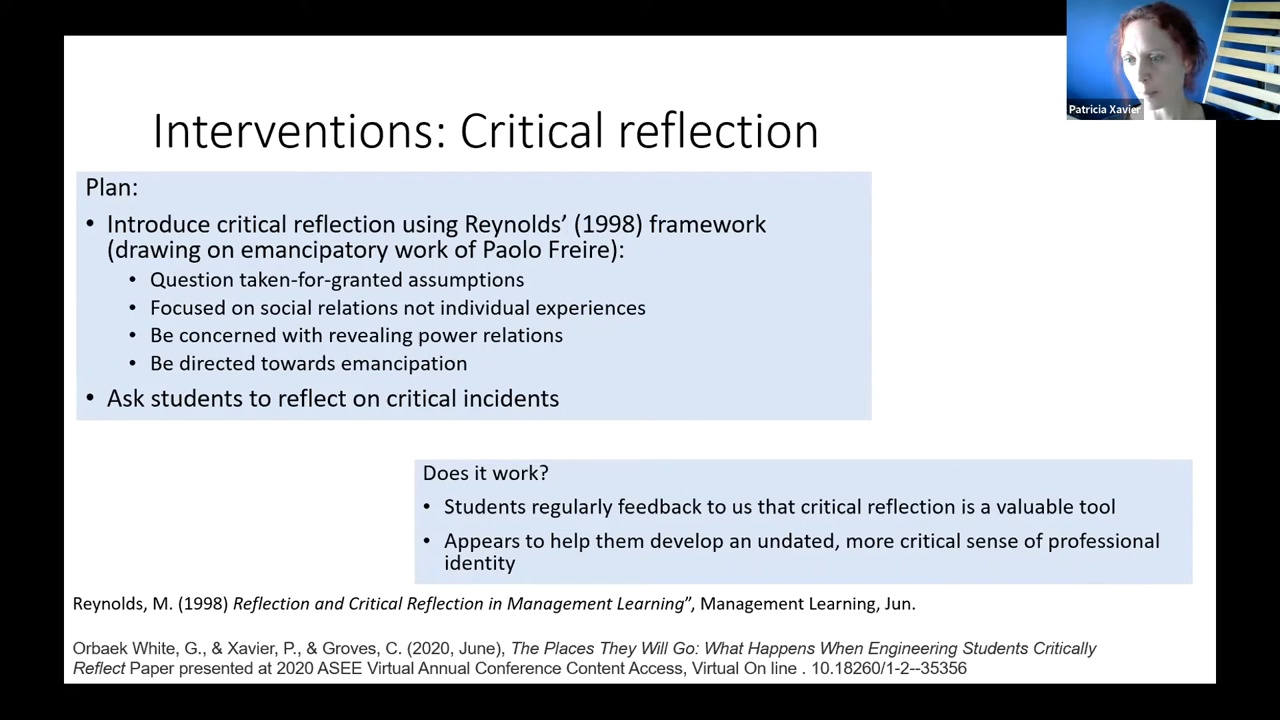 Patricia Xavier
Interventions: Critical reflection
Plan:
• Introduce critical reflection using Reynolds’ (1998) framework
(drawing on emancipatory work of Paolo Freire):
• Question taken-for-granted assumptions
• Focused on social relations not individual experiences
• Be concerned with revealing power relations
• Be directed towards emancipation
• Ask students to reflect on critical incidents
Does it work?
• Students regularly feedback to us that critical reflection is a valuable tool
• Appears to help them develop an undated, more critical sense of professional
identity
Reynolds, M. (1998) Reflection and Critical Reflection in Management Learning”, Management Learning, Jun.
Orbaek White, G., & Xavier, P., & Groves, C. (2020, June), The Places They Will Go: What Happens When Engineering Students Critically
Reflect Paper presented at 2020 ASEE Virtual Annual Conference Content Access, Virtual On line . 10.18260/1-2--35356